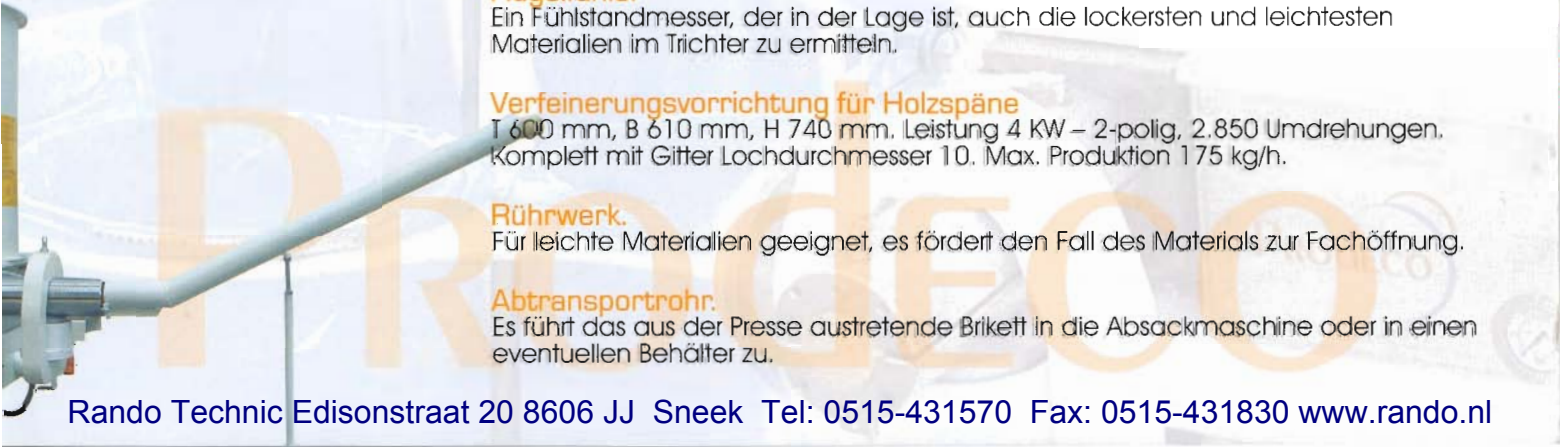 Ein Fühlstandmesser, der in der Lage ist, auch die lockersten und leichtesten
Materialien im Trichter zu ermitteln.
Verfeinerungsvorrichtung für Holzspäne
T 600 mm, B 610 mm, H 740 mm. Leistung 4 KW – 2-polig, 2.850 Umdrehungen.
Komplett mit Gitter Lochdurchmesser 10. Max. Produktion 175 kg/h.
Rührwerk.
Für leichte Materialien geeignet, es fördert den Fall des Materials zur Fachöffnung.
Abtransportrohr.
Es führt das aus der Presse austretende Brikett in die Absackmaschine oder in einen
eventuellen Behälter zu.
PRODECO
PRODECO
Rando Technic Edisonstraat 20 8606 JJ Sneek Tel: 0515-431570 Fax: 0515-431830 www.rando.nl